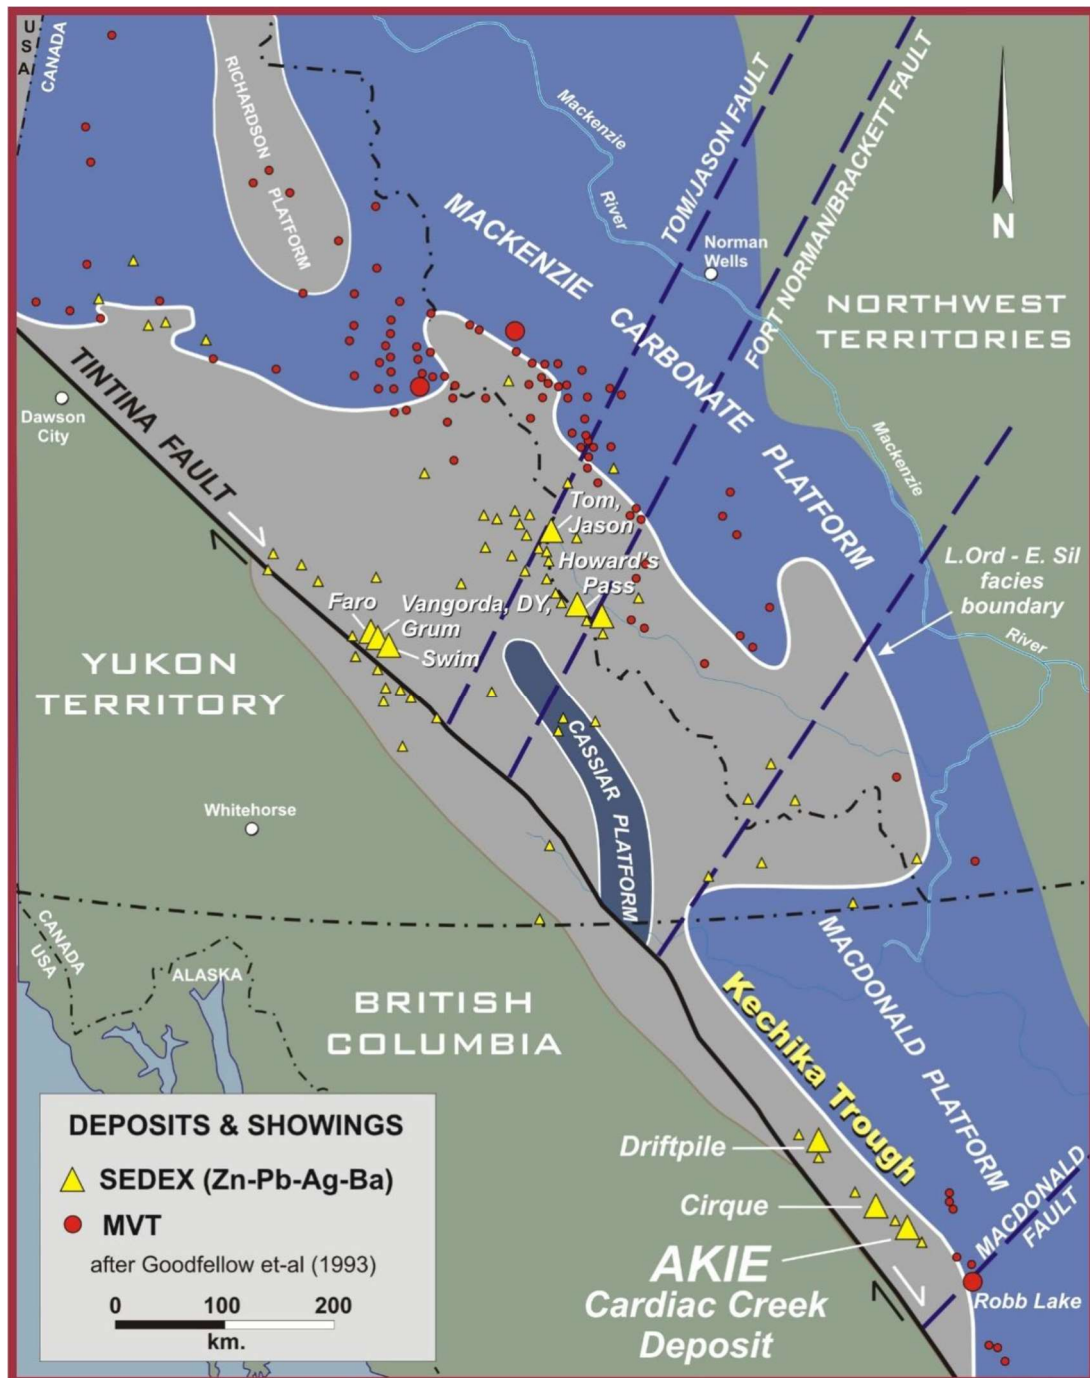 U
S
A
CANADA
RICHARDSON
PLATFORM
Mackenzie
River
TOM/JASON FAULT
FORT NORMAN/BRACKETT FAULT
N
Norman
Wells
MACKENZIE CARBONATE PLATFORM
NORTHWEST
TERRITORIES
Dawson
City
TINTINA FAULT
Mackenzie
River
Tom,
Jason
Howard's
Pass
L.Ord - E. Sil
facies
boundary
Faro
Vangorda, DY,
Grum
Swim
YUKON
TERRITORY
CASSIAR PLATFORM
Whitehorse
CANADA
USA
ALASKA
BRITISH
COLUMBIA
MACDONALD PLATFORM
Kechika Trough
Driftpile
Cirque
AKIE
Cardiac Creek
Deposit
MACDONALD
FAULT
Robb Lake
DEPOSITS & SHOWINGS
SEDEX (Zn-Pb-Ag-Ba)
MVT
after Goodfellow et-al (1993)
0 100 200
km.